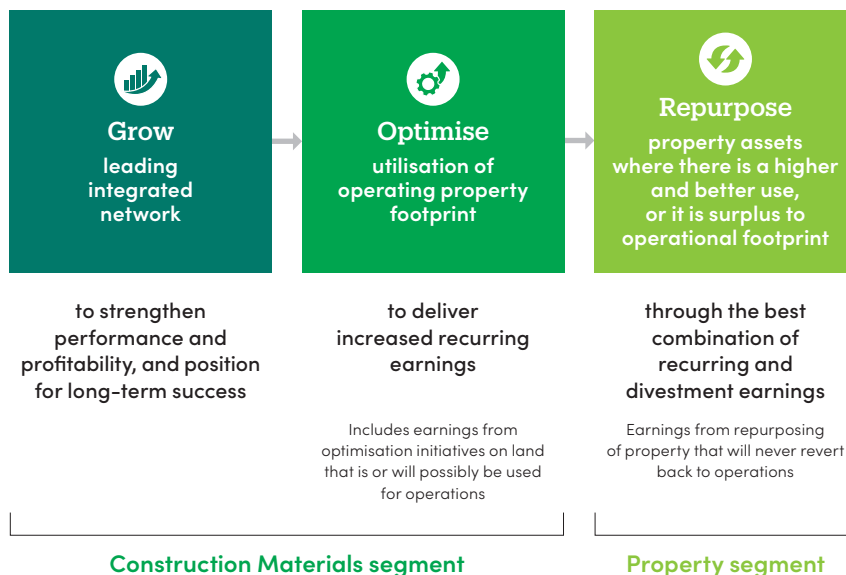 Grow
leading
integrated
network
Optimise
utilisation of
operating property
footprint
Repurpose
property assets
where there is a higher
and better use,
or it is surplus to
operational footprint
to strengthen
performance and
profitability, and position
for long-term success
to deliver
increased recurring
earnings
Includes earnings from
optimisation initiatives on land
that is or will possibly be used
for operations
through the best
combination of
recurring and
divestment earnings
Earnings from repurposing
of property that will never revert
back to operations
Construction Materials segment
Property segment